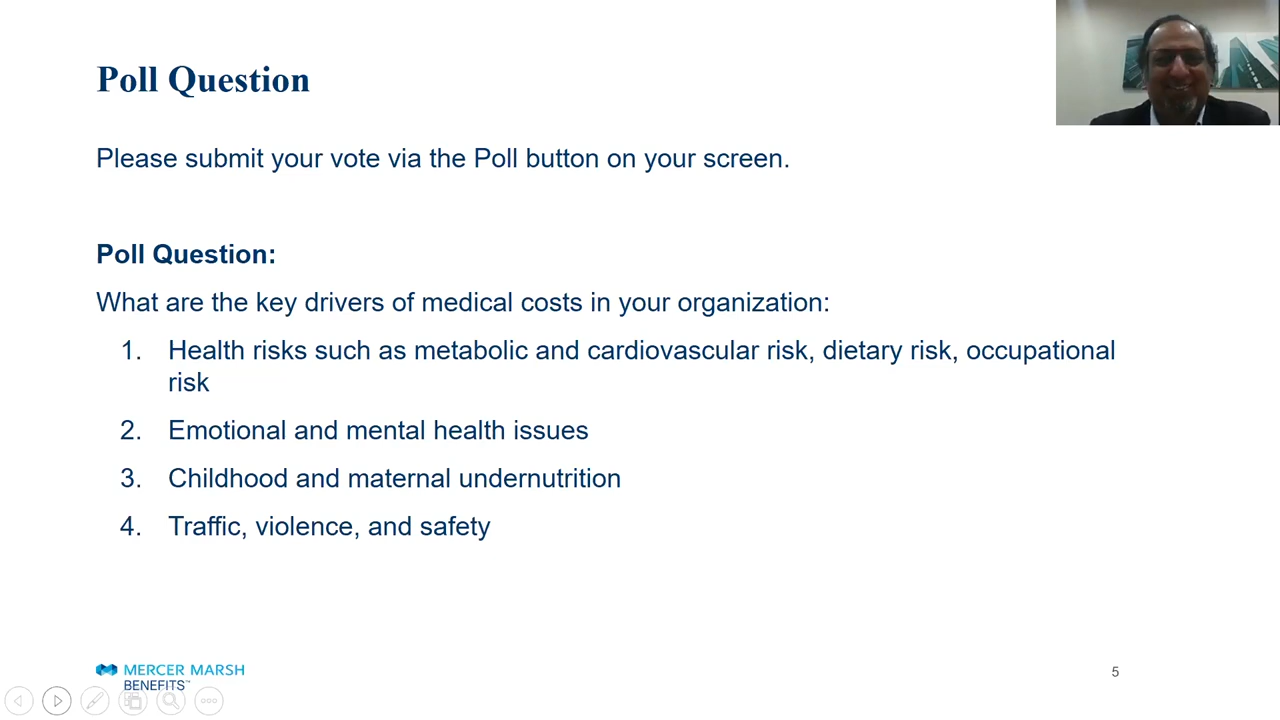 Poll Question
Please submit your vote via the Poll button on your screen.
Poll Question:
What are the key drivers of medical costs in your organization:
1. Health risks such as metabolic and cardiovascular risk, dietary risk, occupational
risk
2. Emotional and mental health issues
3. Childhood and maternal undernutrition
4. Traffic, violence, and safety
MERCER MARSH
BENEFITS™
5